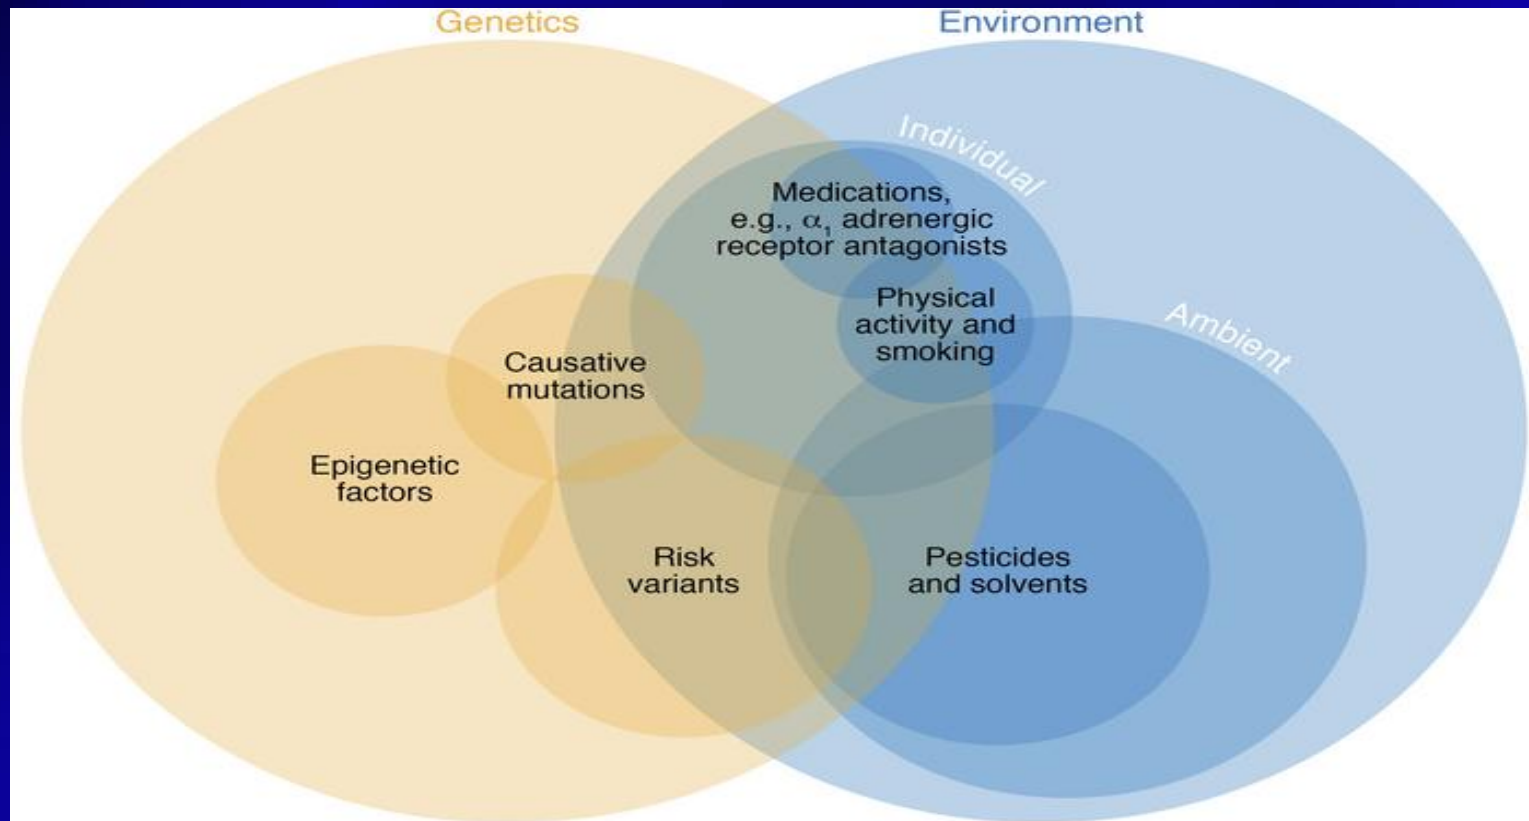 Genetics
Environment
Individual
Medications,
e.g., α₁ adrenergic
receptor antagonists
Physical
activity and
smoking
Ambient
Causative
mutations
Epigenetic
factors
Risk
variants
Pesticides
and solvents